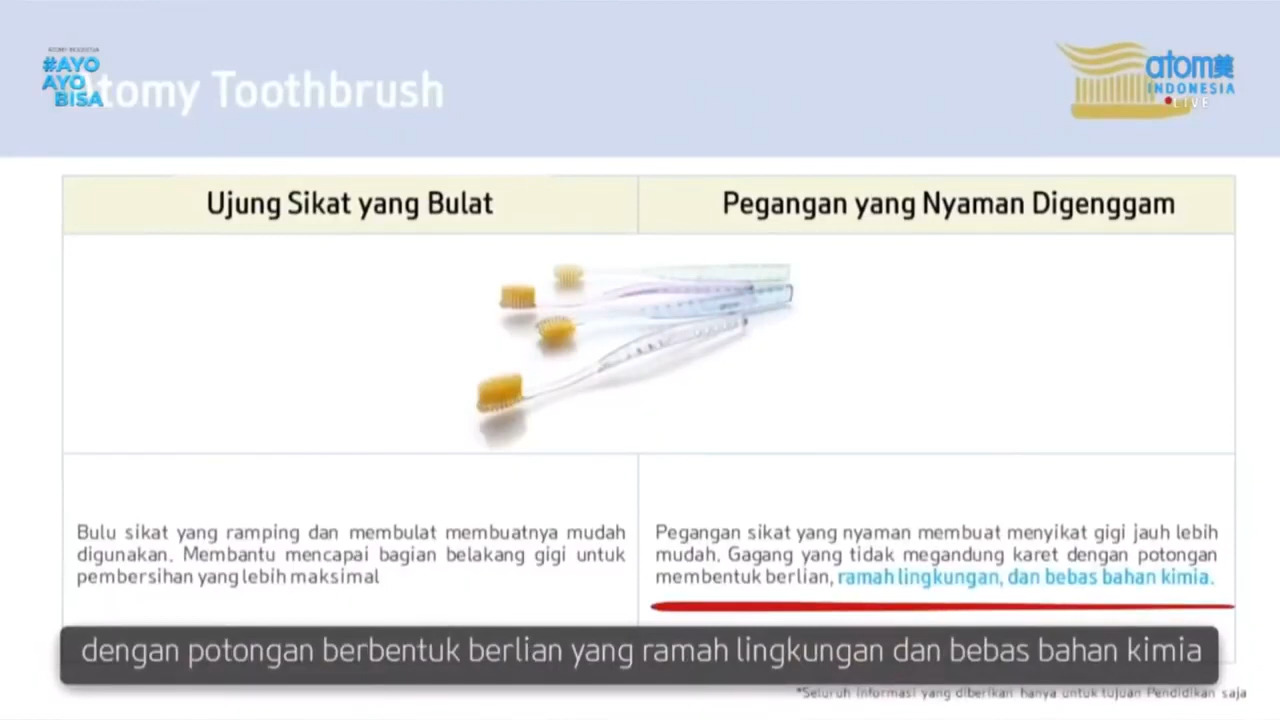 ATOMY INDONESIA
#AYO
AYO
BISA
Atomy Toothbrush
atom美
INDONESIA
LIVE
Ujung Sikat yang Bulat
Pegangan yang Nyaman Digenggam
Bulu sikat yang ramping dan membulat membuatnya mudah
digunakan. Membantu mencapai bagian belakang gigi untuk
pembersihan yang lebih maksimal
Pegangan sikat yang nyaman membuat menyikat gigi jauh lebih
mudah. Gagang yang tidak megandung karet dengan potongan
membentuk berlian, ramah lingkungan, dan bebas bahan kimia.
dengan potongan berbentuk berlian yang ramah lingkungan dan bebas bahan kimia
*Seluruh informasi yang diberikan hanya untuk tujuan Pendidikan saja